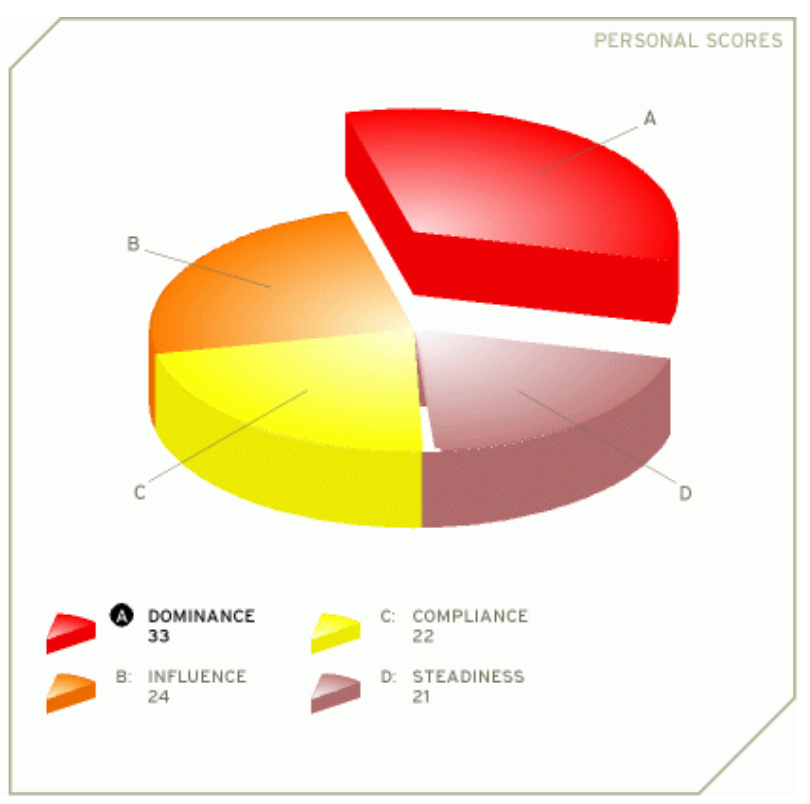 PERSONAL SCORES
A
B
C
D
A DOMINANCE
33
C: COMPLIANCE
22
B: INFLUENCE
24
D: STEADINESS
21